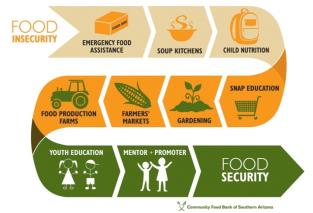 FOOD
INSECURITY
EMERGENCY FOOD
ASSISTANCE
SOUP KITCHENS
CHILD NUTRITION
FOOD PRODUCTION
FARMS
FARMERS'
MARKETS
GARDENING
SNAP EDUCATION
YOUTH EDUCATION
MENTOR + PROMOTER
FOOD
SECURITY
Community Food Bank of Southern Arizona